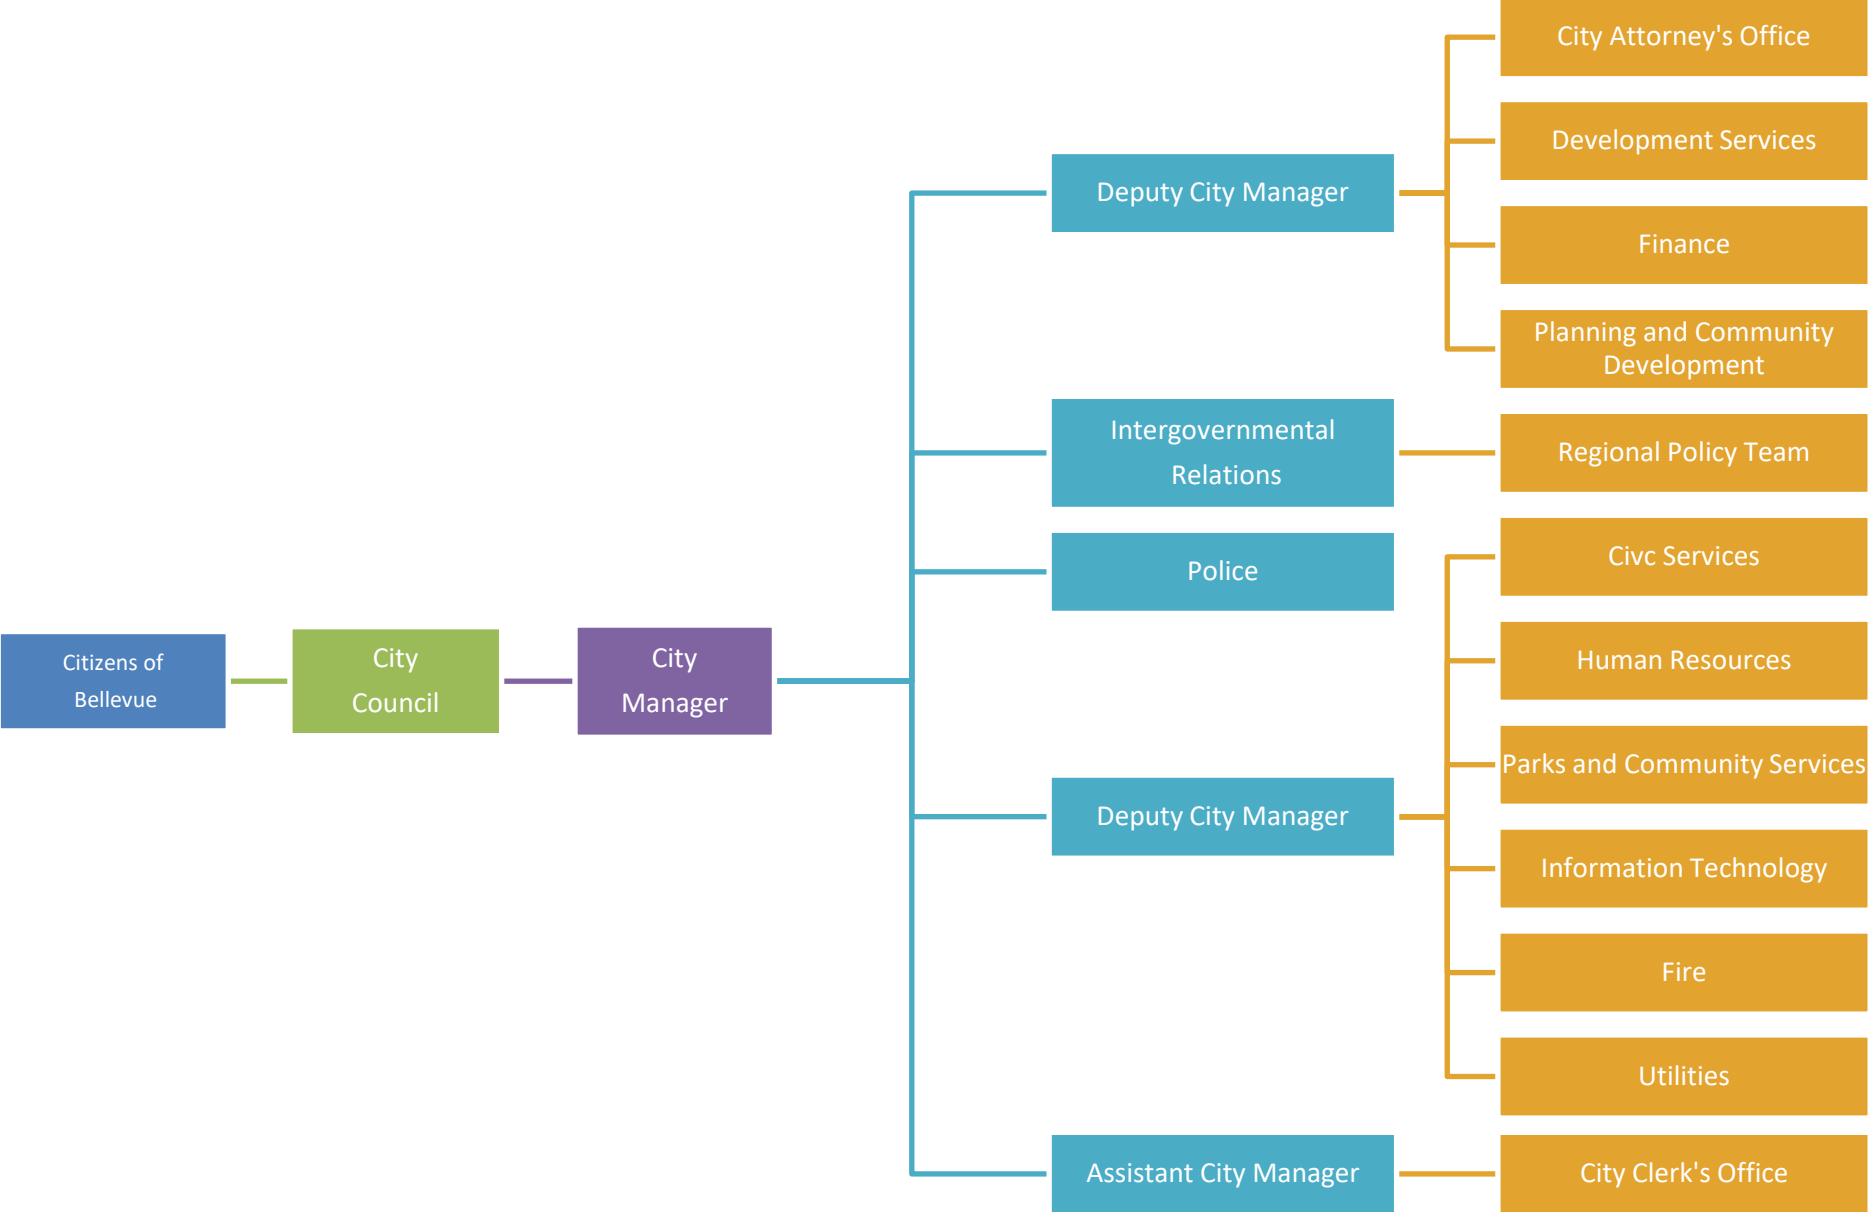 City Attorney's Office
Development Services
Deputy City Manager
Finance
Planning and Community
Development
Intergovernmental
Relations
Regional Policy Team
Civc Services
Police
Citizens of
Bellevue
City
Council
City
Manager
Human Resources
Parks and Community Services
Deputy City Manager
Information Technology
Fire
Utilities
Assistant City Manager
City Clerk's Office